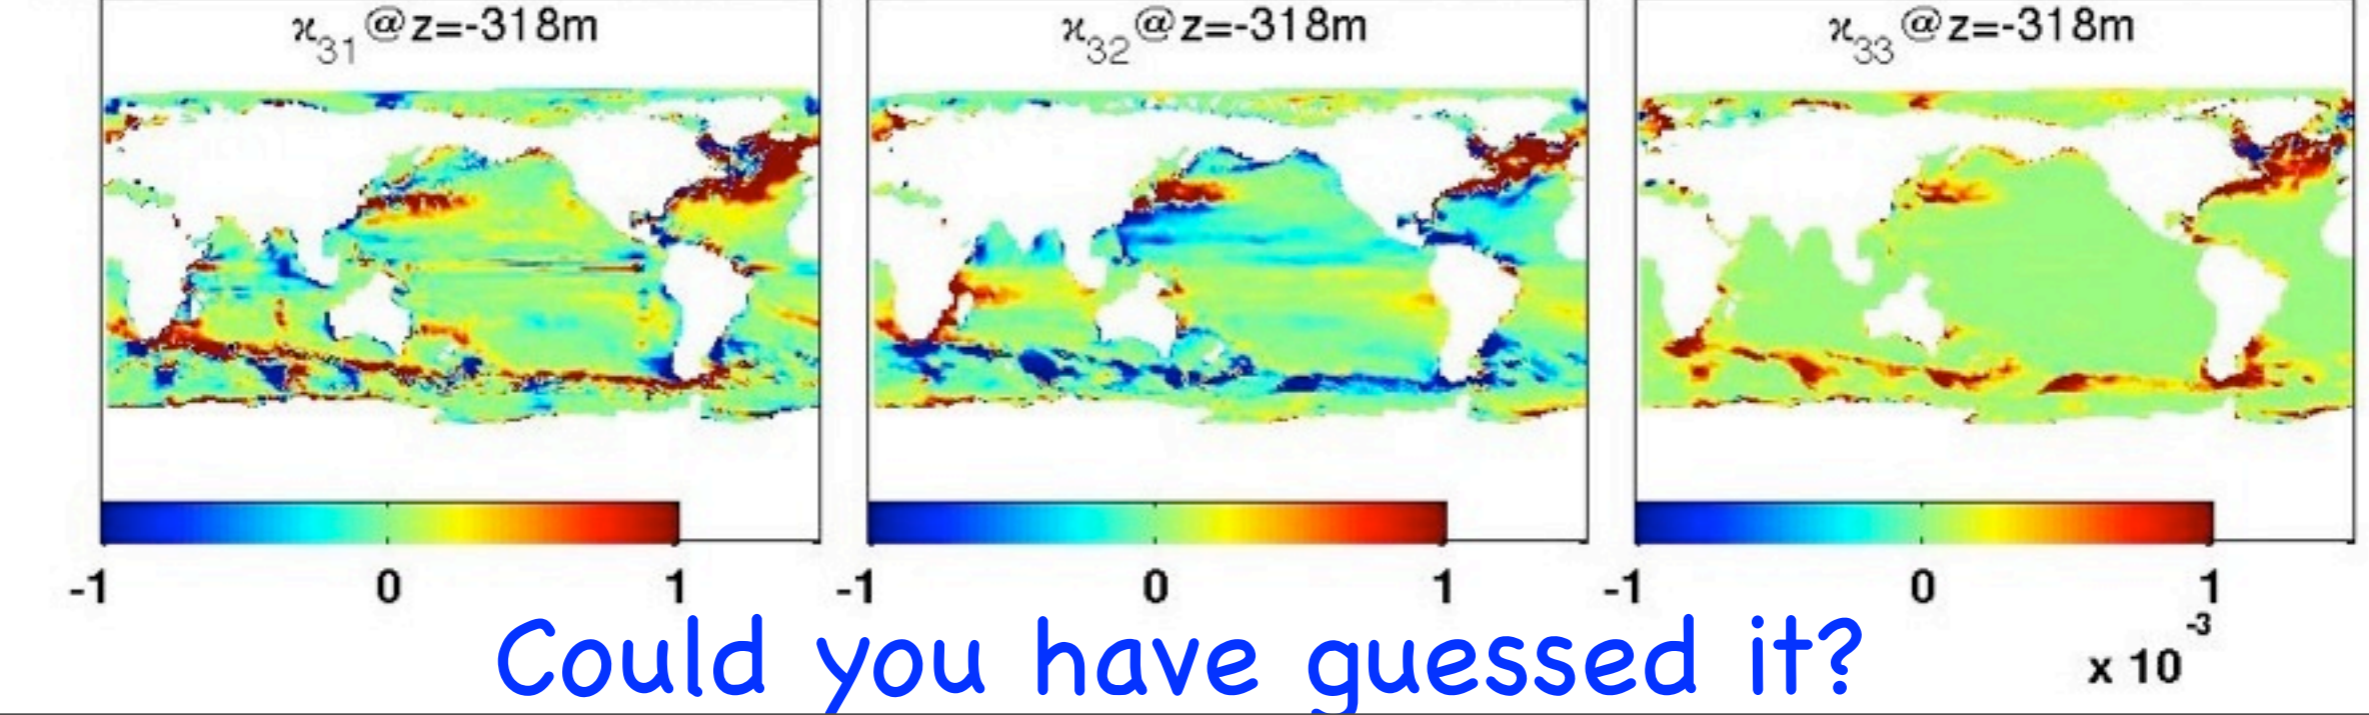 ϰ31@z=-318m ϰ32@z=-318m ϰ33@z=-318m
-1 0 1 -1 0 1 -1 0 1
x 10-3
Could you have guessed it?